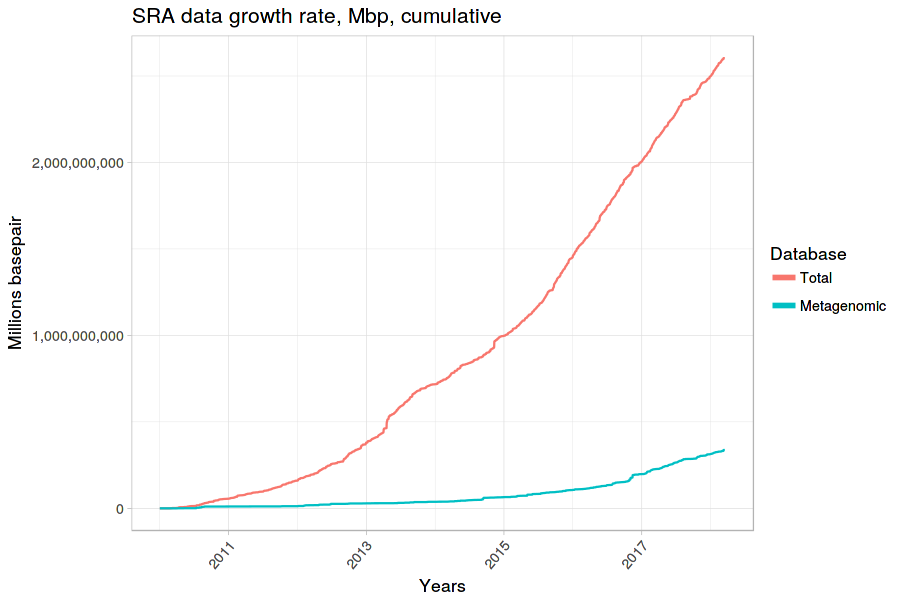 SRA data growth rate, Mbp, cumulative
Millions basepair
2,000,000,000
1,000,000,000
0
2011
2013
2015
2017
Years
Database
Total
Metagenomic